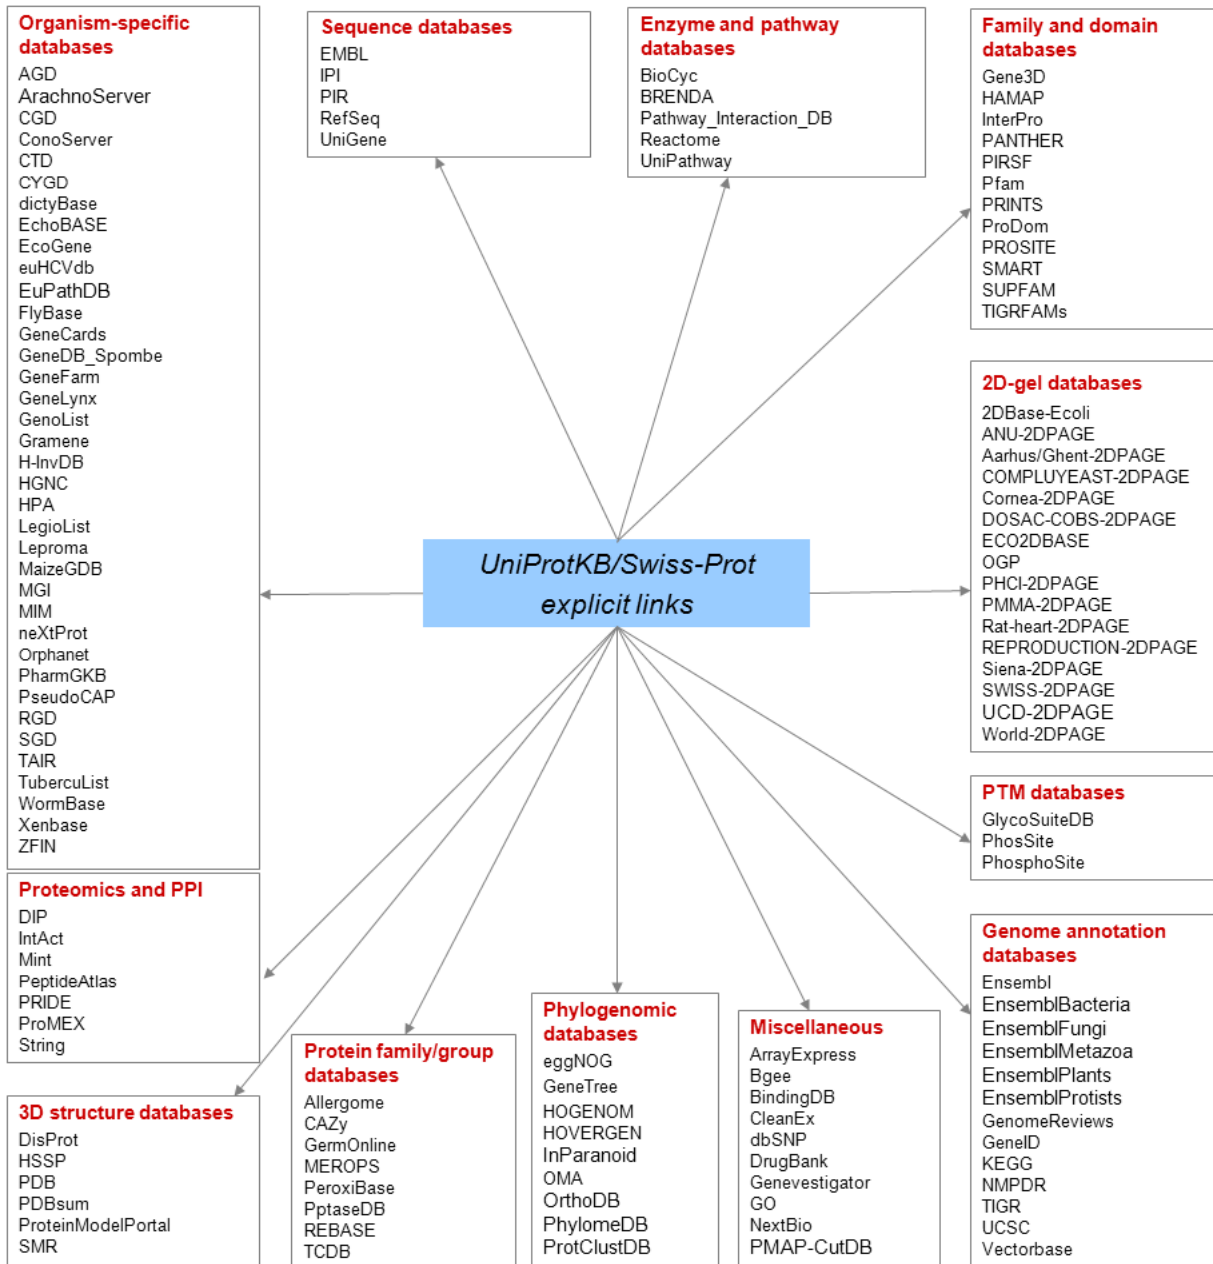 Organism-specific
databases
AGD
ArachnoServer
CGD
ConoServer
CTD
CYGD
dictyBase
EchoBASE
EcoGene
euHCVdb
EuPathDB
FlyBase
GeneCards
GeneDB_Spombe
GeneFarm
GeneLynx
GenoList
Gramene
H-InvDB
HGNC
HPA
LegioList
Leproma
MaizeGDB
MGI
MIM
neXtProt
Orphanet
PharmGKB
PseudoCAP
RGD
SGD
TAIR
TubercuList
WormBase
Xenbase
ZFIN
Sequence databases
EMBL
IPI
PIR
RefSeq
UniGene
Enzyme and pathway
databases
BioCyc
BRENDA
Pathway_Interaction_DB
Reactome
UniPathway
Family and domain
databases
Gene3D
HAMAP
InterPro
PANTHER
PIRSF
Pfam
PRINTS
ProDom
PROSITE
SMART
SUPFAM
TIGRFAMs
2D-gel databases
2DBase-Ecoli
ANU-2DPAGE
Aarhus/Ghent-2DPAGE
COMPLUYEAST-2DPAGE
Cornea-2DPAGE
DOSAC-COBS-2DPAGE
ECO2DBASE
OGP
PHCI-2DPAGE
PMMA-2DPAGE
Rat-heart-2DPAGE
REPRODUCTION-2DPAGE
Siena-2DPAGE
SWISS-2DPAGE
UCD-2DPAGE
World-2DPAGE
UniProtKB/Swiss-Prot
explicit links
PTM databases
GlycoSuiteDB
PhosSite
PhosphoSite
Proteomics and PPI
DIP
IntAct
Mint
PeptideAtlas
PRIDE
ProMEX
String
3D structure databases
DisProt
HSSP
PDB
PDBsum
ProteinModelPortal
SMR
Protein family/group
databases
Allergome
CAZy
GermOnline
MEROPS
PeroxiBase
PptaseDB
REBASE
TCDB
Phylogenomic
databases
eggNOG
GeneTree
HOGENOM
HOVERGEN
InParanoid
OMA
OrthoDB
PhylomeDB
ProtClustDB
Miscellaneous
ArrayExpress
Bgee
BindingDB
CleanEx
dbSNP
DrugBank
Genevestigator
GO
NextBio
PMAP-CutDB
Genome annotation
databases
Ensembl
EnsemblBacteria
EnsemblFungi
EnsemblMetazoa
EnsemblPlants
EnsemblProtists
GenomeReviews
GeneID
KEGG
NMPDR
TIGR
UCSC
Vectorbase